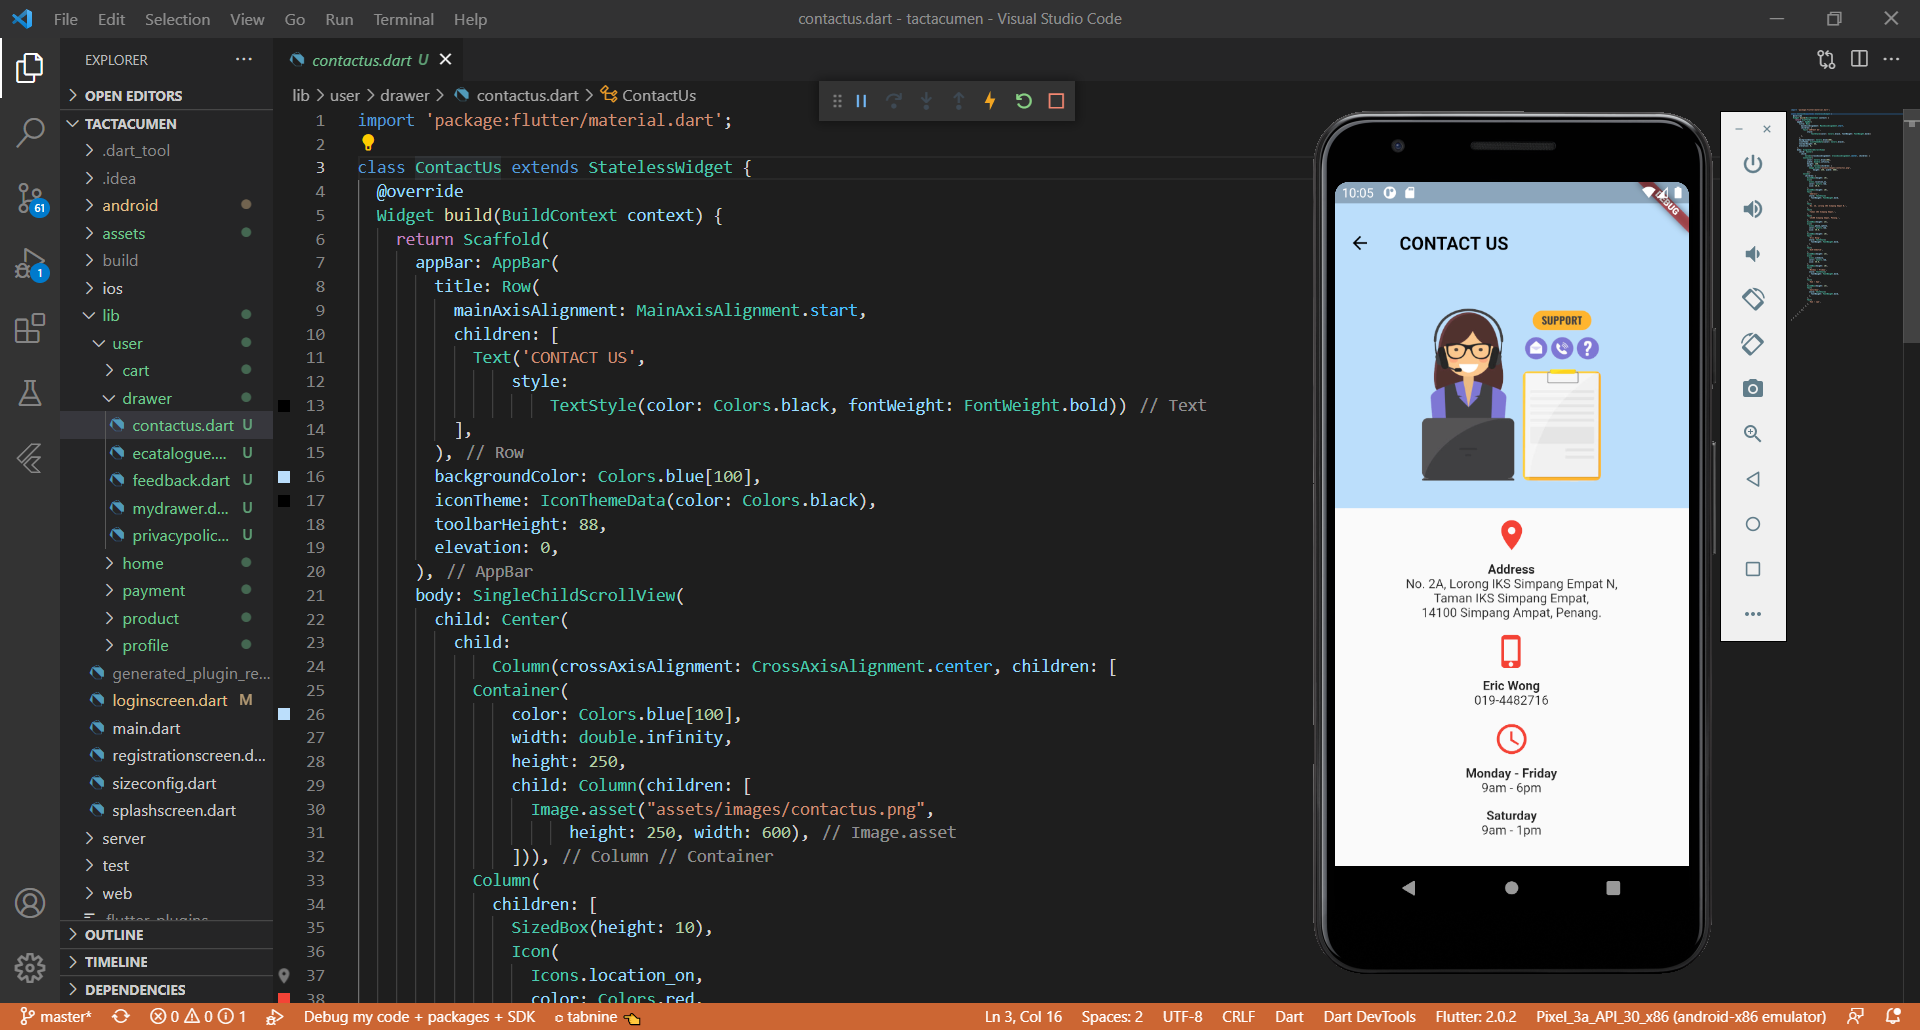 File Edit Selection View Go Run Terminal Help
contactus.dart - tactacumen - Visual Studio Code
EXPLORER
OPEN EDITORS
TACTACUMEN
.dart_tool
.idea
android
assets
build
ios
lib
user
cart
drawer
contactus.dart U
ecatalogue.... U
feedback.dart U
mydrawer.d... U
privacypolic... U
home
payment
product
profile
generated_plugin_re...
loginscreen.dart M
main.dart
registrationscreen.d...
sizeconfig.dart
splashscreen.dart
server
test
web
.flutter-plugins
OUTLINE
TIMELINE
DEPENDENCIES
61
1
contactus.dart U
lib > user > drawer > contactus.dart > ContactUs
1 import 'package:flutter/material.dart';
2
3 class ContactUs extends StatelessWidget {
4 @override
5 Widget build(BuildContext context) {
6 return Scaffold(
7 appBar: AppBar(
8 title: Row(
9 mainAxisAlignment: MainAxisAlignment.start,
10 children: [
11 Text('CONTACT US',
12 style:
13 TextStyle(color: Colors.black, fontWeight: FontWeight.bold)) // Text
14 ],
15 ), // Row
16 backgroundColor: Colors.blue[100],
17 iconTheme: IconThemeData(color: Colors.black),
18 toolbarHeight: 88,
19 elevation: 0,
20 ), // AppBar
21 body: SingleChildScrollView(
22 child: Center(
23 child:
24 Column(crossAxisAlignment: CrossAxisAlignment.center, children: [
25 Container(
26 color: Colors.blue[100],
27 width: double.infinity,
28 height: 250,
29 child: Column(children: [
30 Image.asset("assets/images/contactus.png",
31 height: 250, width: 600), // Image.asset
32 ])), // Column // Container
33 Column(
34 children: [
35 SizedBox(height: 10),
36 Icon(
37 Icons.location_on,
38 color: Colors.red,
10:05
DEBUG
CONTACT US
SUPPORT
?
Address
No. 2A, Lorong IKS Simpang Empat N,
Taman IKS Simpang Empat,
14100 Simpang Ampat, Penang.
Eric Wong
019-4482716
Monday - Friday
9am - 6pm
Saturday
9am - 1pm
master* 0 0 1 Debug my code + packages + SDK tabnine Ln 3, Col 16 Spaces: 2 UTF-8 CRLF Dart Dart DevTools Flutter: 2.0.2 Pixel_3a_API_30_x86 (android-x86 emulator)